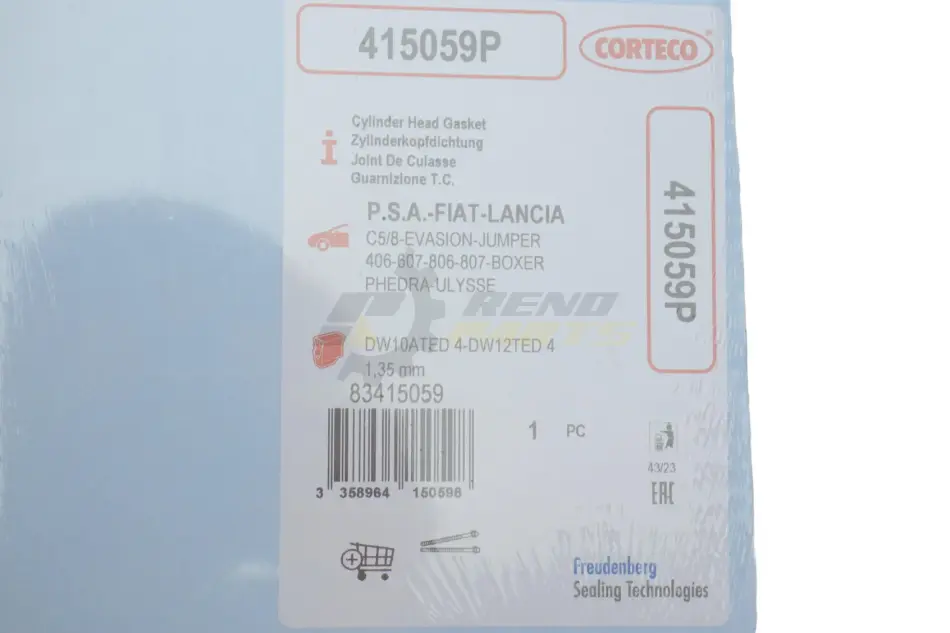 415059P
CORTECO
Cylinder Head Gasket
Zylinderkopfdichtung
Joint De Culasse
Guarnizione T.C.
415059P
P.S.A.-FIAT-LANCIA
C5/8-EVASION-JUMPER
406-607-806-807-BOXER
PHEDRA-ULYSSE
RENO
PARTS
DW10ATED 4-DW12TED 4
1,35 mm
83415059
1 PC
43/23
3 358964 150596
EAC
Freudenberg
Sealing Technologies